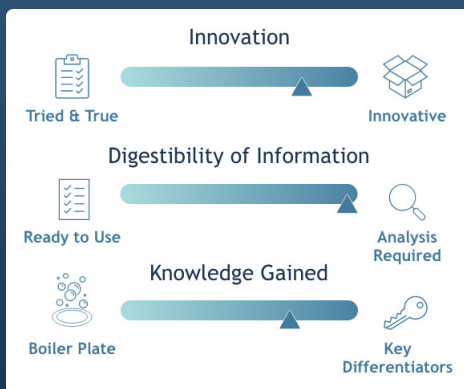 Innovation
Tried & True
Innovative
Digestibility of Information
Ready to Use
Analysis
Required
Knowledge Gained
Boiler Plate
Key
Differentiators